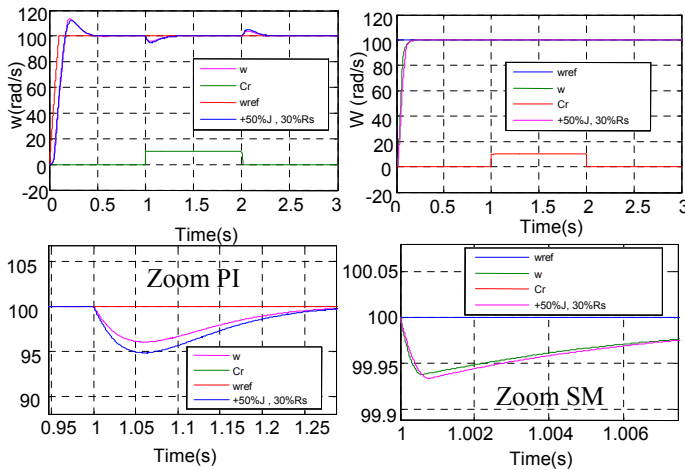 120
100
80
60
40
20
0
-20
w(rad/s)
w
Cr
wref
+50%J , 30%Rs
0 0.5 1 1.5 2 2.5 3
Time(s)
120
100
80
60
40
20
0
-20
W (rad/s)
wref
w
Cr
+50%J , 30%Rs
0 0.5 1 1.5 2 2.5 3
Time(s)
105
100
95
90
Zoom PI
w
Cr
wref
+50%J , 30%Rs
0.95 1 1.05 1.1 1.15 1.2 1.25
Time(s)
100.05
100
99.95
99.9
wref
w
Cr
+50%J , 30%Rs
Zoom SM
1 1.002 1.004 1.006
Time(s)